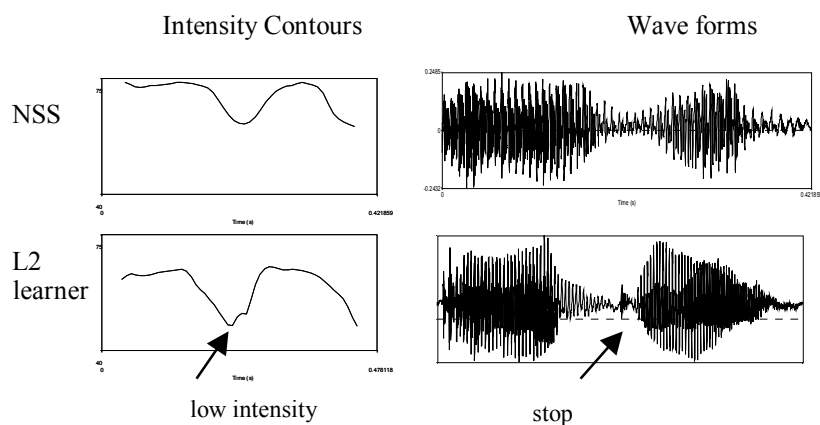 Intensity Contours Wave forms
NSS
75
40
0 0.421859
Time (s)
0.2485
0
-0.2432
0 0.421859
Time (s)
L2
learner
75
40
0 0.478118
Time (s)
low intensity
stop